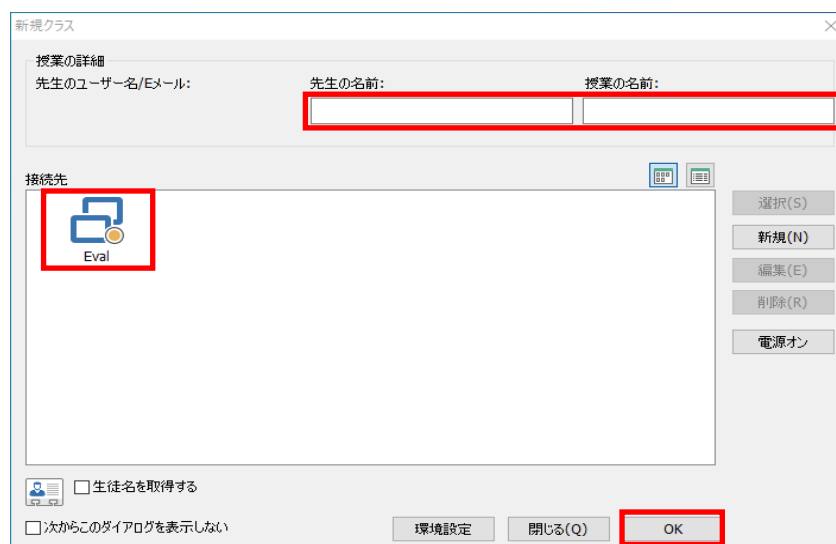 新規クラス
授業の詳細
先生のユーザー名/Eメール:
先生の名前:
授業の名前:
接続先
Eval
選択(S)
新規(N)
編集(E)
削除(R)
電源オン
生徒名を取得する
次からこのダイアログを表示しない
環境設定
閉じる(Q)
OK